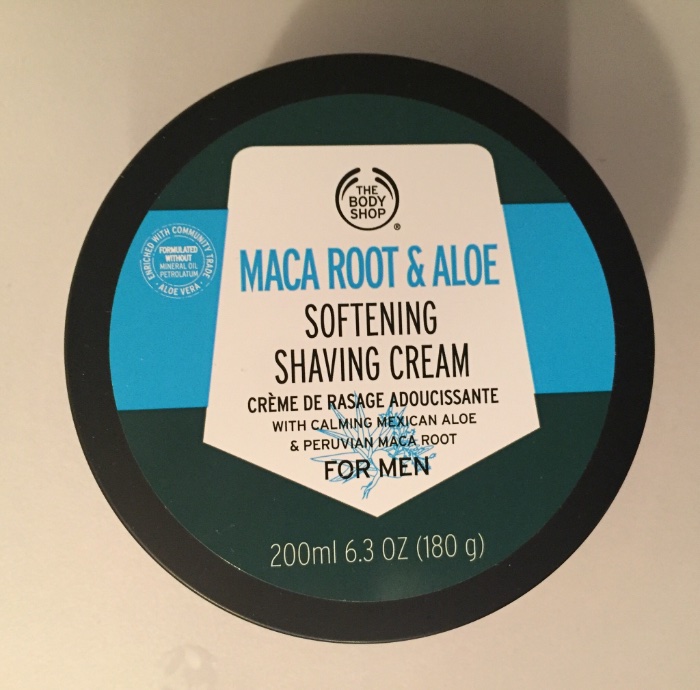 THE
BODY
SHOP
®
ENRICHED WITH COMMUNITY TRADE
FORMULATED
WITHOUT
MINERAL OIL
PETROLATUM
· ALOE VERA ·
MACA ROOT & ALOE
SOFTENING
SHAVING CREAM
CRÈME DE RASAGE ADOUCISSANTE
WITH CALMING MEXICAN ALOE
& PERUVIAN MACA ROOT
FOR MEN
200ml 6.3 OZ (180 g)